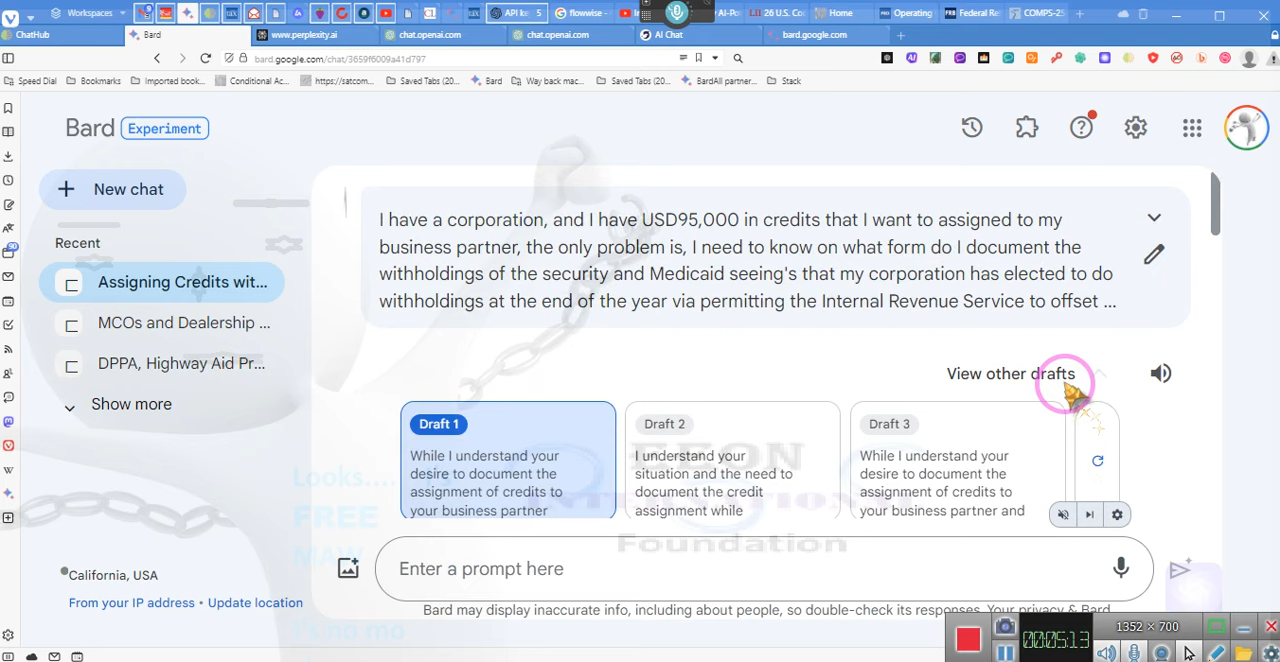 Workspaces
API ke 5
flowwise -
In
AI-Po
26 U.S. Co
Home
Operating
Federal Re
COMPS-25
ChatHub
Bard
www.perplexity.ai
chat.openai.com
chat.openai.com
AI Chat
bard.google.com
bard.google.com/chat/3659f6009a41d797
Speed Dial
Bookmarks
Imported book...
Conditional Ac...
https://satcom...
Saved Tabs (20...
Bard
Way back mac...
Saved Tabs (20...
BardAI partner...
Stack
Bard Experiment
New chat
Recent
Assigning Credits wit...
MCOs and Dealership ...
DPPA, Highway Aid Pr...
Show more
I have a corporation, and I have USD95,000 in credits that I want to assigned to my
business partner, the only problem is, I need to know on what form do I document the
withholdings of the security and Medicaid seeing's that my corporation has elected to do
withholdings at the end of the year via permitting the Internal Revenue Service to offset ...
View other drafts
Draft 1
While I understand your
desire to document the
assignment of credits to
your business partner
Draft 2
I understand your
situation and the need to
document the credit
assignment while
Draft 3
While I understand your
desire to document the
assignment of credits to
your business partner and
Looks....
FREE
MAW
It's no mo
Foundation
Enter a prompt here
California, USA
From your IP address • Update location
Bard may display inaccurate info, including about people, so double-check its responses. Your privacy & Bard
1352 × 700
00:05:13